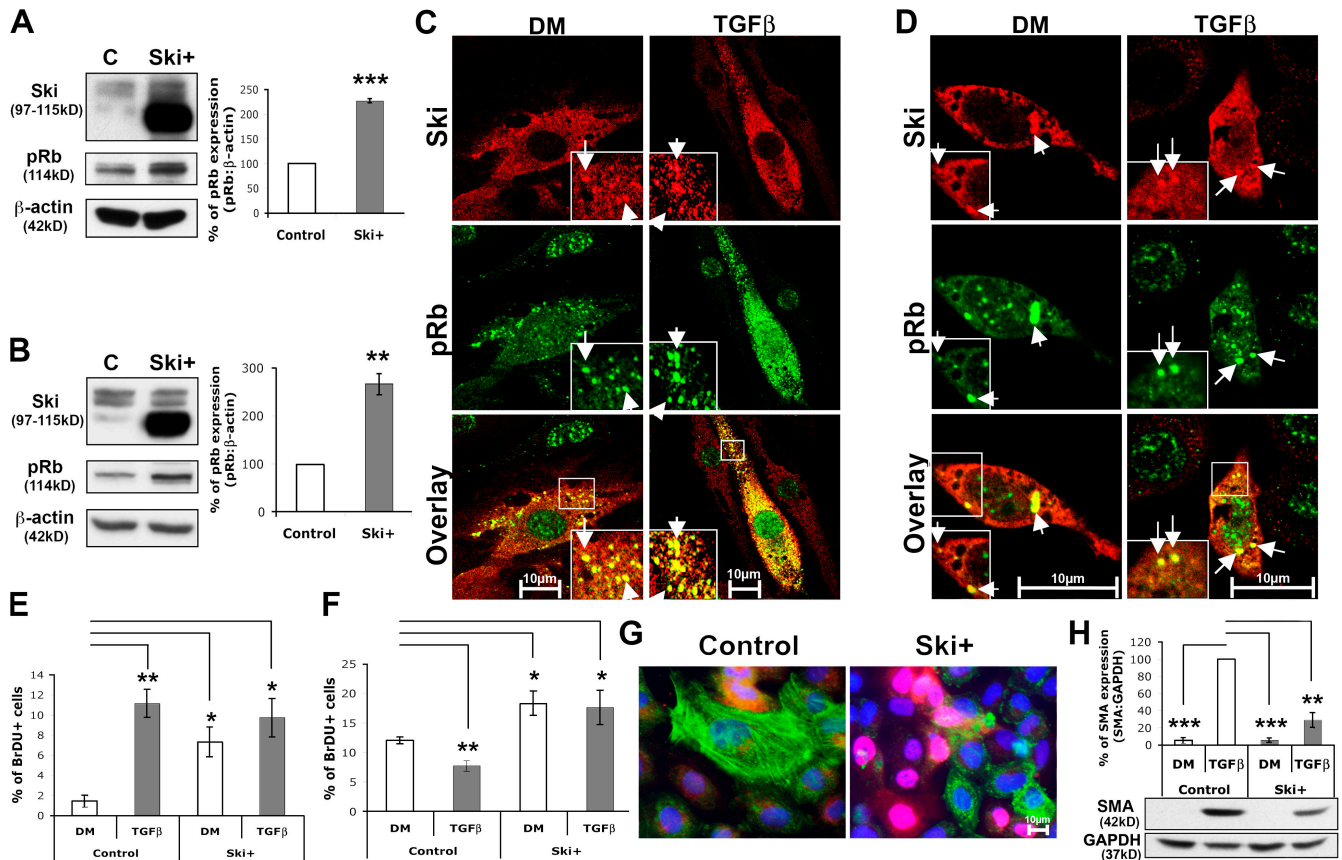 A
C Ski+
Ski
(97-115kD)
pRb
(114kD)
β-actin
(42kD)
% of pRb expression
(pRb:β-actin)
300
250
200
150
100
50
0
***
Control Ski+
B
C Ski+
Ski
(97-115kD)
pRb
(114kD)
β-actin
(42kD)
% of pRb expression
(pRb:β-actin)
300
200
100
0
**
Control Ski+
C
DM TGFβ
Ski
pRb
Overlay
10μm 10μm
D
DM TGFβ
Ski
pRb
Overlay
10μm 10μm
E
% of BrDU+ cells
14
12
10
8
6
4
2
0
** * *
DM TGFβ DM TGFβ
Control Ski+
F
% of BrDU+ cells
25
20
15
10
5
0
** * *
DM TGFβ DM TGFβ
Control Ski+
G
Control Ski+
10μm
H
% of SMA expression
(SMA:GAPDH)
120
100
80
60
40
20
0
*** *** **
DM TGFβ DM TGFβ
Control Ski+
SMA
(42kD)
GAPDH
(37kD)